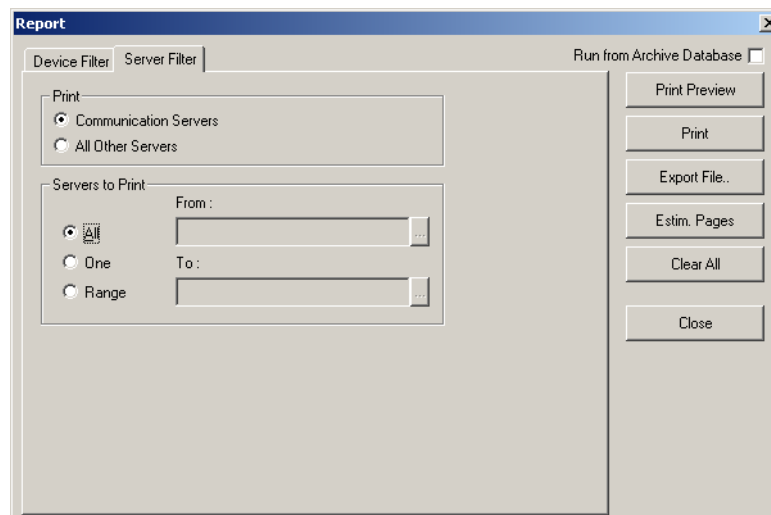 Report
Device Filter Server Filter
Run from Archive Database
Print
Communication Servers
All Other Servers
Servers to Print
From :
All
...
One
To :
Range
...
Print Preview
Print
Export File..
Estim. Pages
Clear All
Close